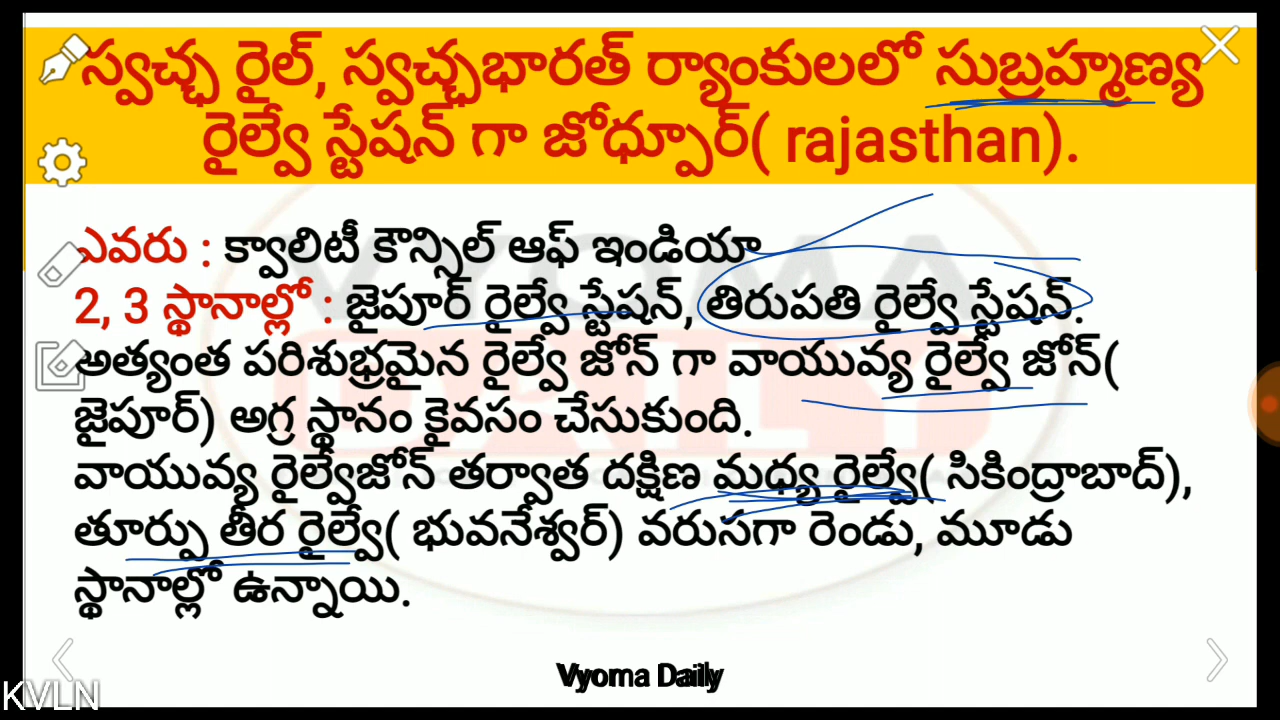 స్వచ్ఛ రైల్, స్వచ్ఛభారత్ ర్యాంకులలో సుబ్రహ్మణ్య
రైల్వే స్టేషన్ గా జోధ్పూర్( rajasthan).
ఎవరు : క్వాలిటీ కౌన్సిల్ ఆఫ్ ఇండియా
2, 3 స్థానాల్లో : జైపూర్ రైల్వే స్టేషన్, తిరుపతి రైల్వే స్టేషన్.
అత్యంత పరిశుభ్రమైన రైల్వే జోన్ గా వాయువ్య రైల్వే జోన్(
జైపూర్) అగ్ర స్థానం కైవసం చేసుకుంది.
వాయువ్య రైల్వేజోన్ తర్వాత దక్షిణ మధ్య రైల్వే( సికింద్రాబాద్),
తూర్పు తీర రైల్వే( భువనేశ్వర్) వరుసగా రెండు, మూడు
స్థానాల్లో ఉన్నాయి.
Vyoma Daily
KVLN